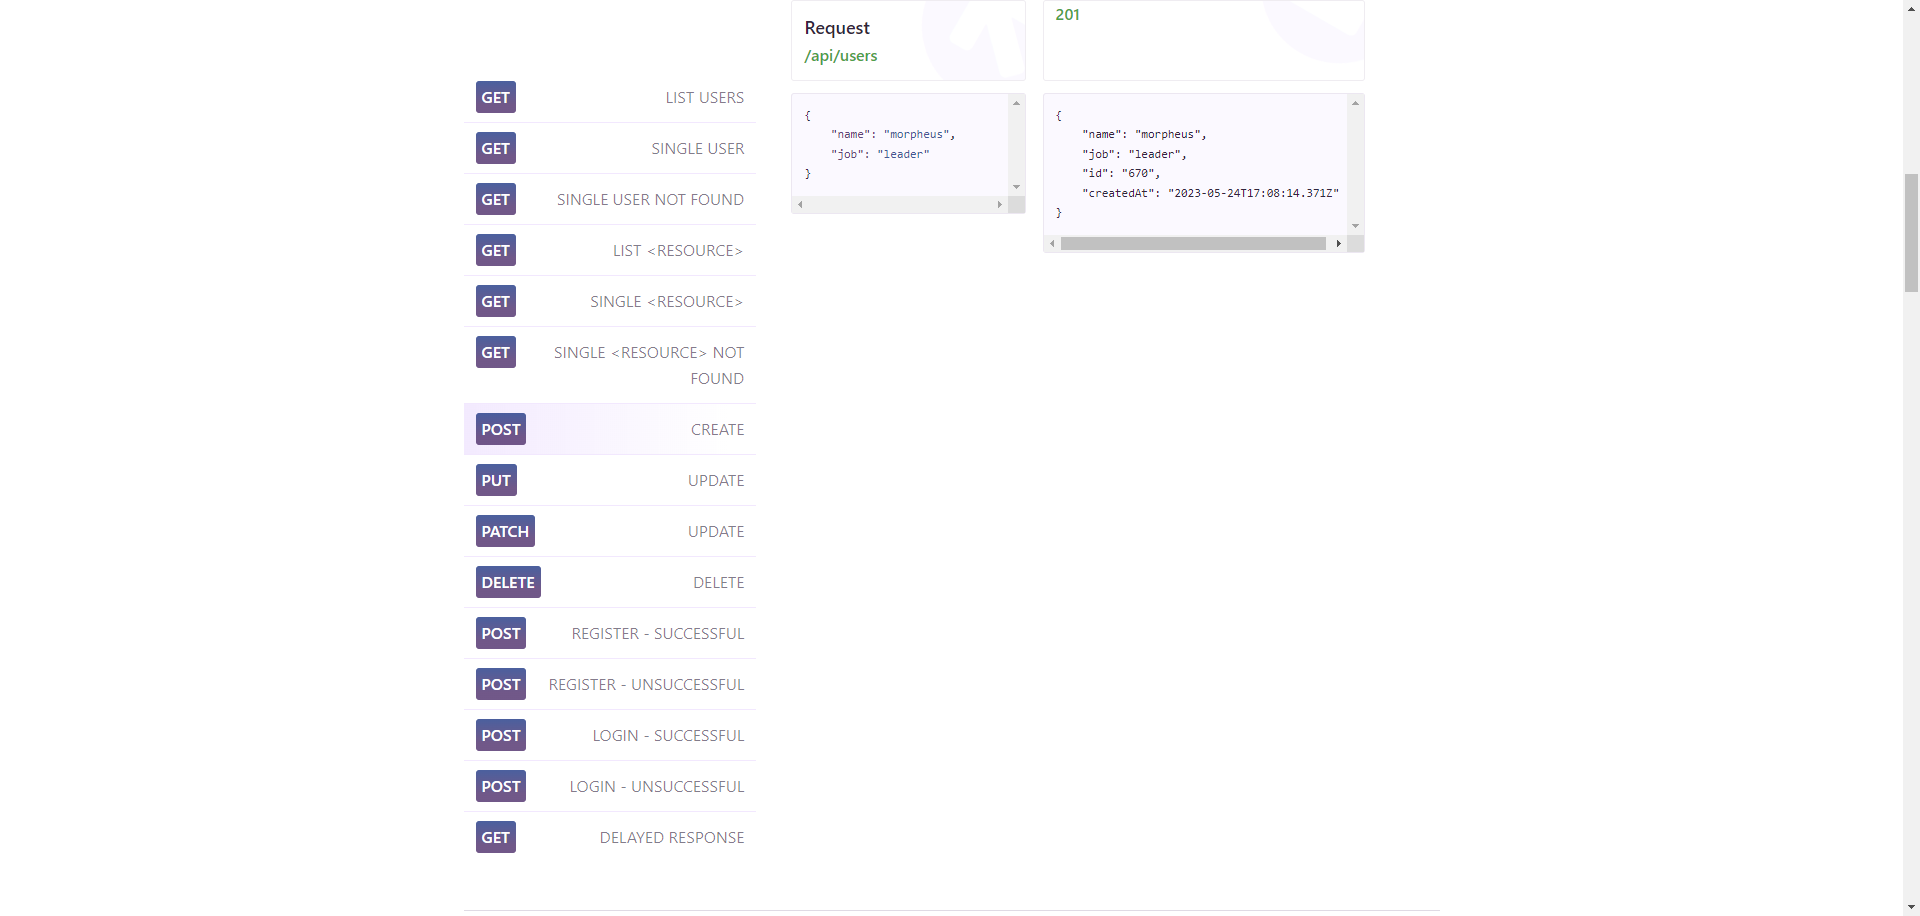 Request
/api/users
201
GET LIST USERS
GET SINGLE USER
GET SINGLE USER NOT FOUND
GET LIST <RESOURCE>
GET SINGLE <RESOURCE>
GET SINGLE <RESOURCE> NOT
FOUND
POST CREATE
PUT UPDATE
PATCH UPDATE
DELETE DELETE
POST REGISTER - SUCCESSFUL
POST REGISTER - UNSUCCESSFUL
POST LOGIN - SUCCESSFUL
POST LOGIN - UNSUCCESSFUL
GET DELAYED RESPONSE
{
    "name": "morpheus",
    "job": "leader"
}
{
    "name": "morpheus",
    "job": "leader",
    "id": "670",
    "createdAt": "2023-05-24T17:08:14.371Z"
}